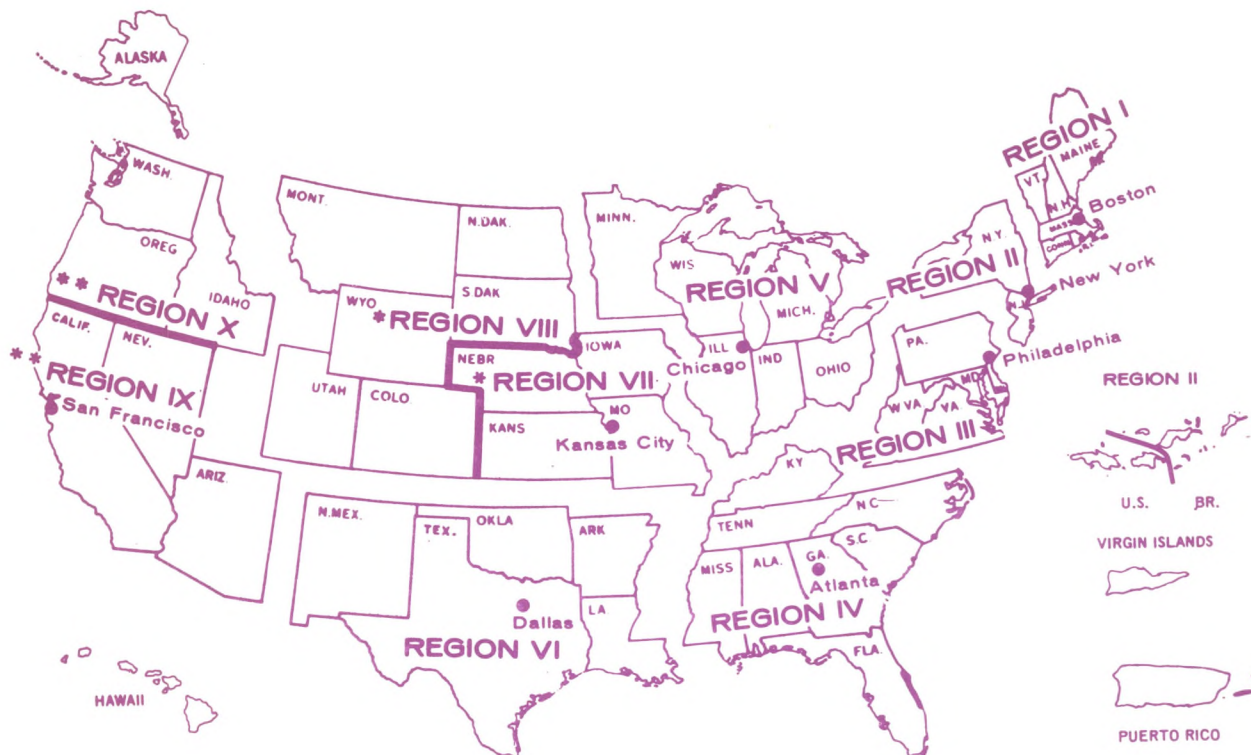 ALASKA
WASH.
OREG
** REGION X
IDAHO
CALIF.
NEV.
** REGION IX
San Francisco
ARIZ.
UTAH
COLO
MONT.
WYO
N.DAK.
S.DAK
*REGION VIII
NEBR
* REGION VII
IOWA
KANS
MO
Kansas City
MINN.
WIS
REGION V
MICH.
ILL
Chicago
IND
OHIO
REGION I
MAINE
VT.
N.H.
MASS
CONN
R.I.
Boston
N.Y.
REGION II
New York
N.J.
PA.
Philadelphia
MD
W VA
VA.
REGION III
KY
TENN
N C
S.C.
MISS
ALA.
GA.
Atlanta
REGION IV
FLA.
N.MEX.
TEX.
OKLA
ARK
LA
Dallas
REGION VI
HAWAII
REGION II
U.S. BR.
VIRGIN ISLANDS
PUERTO RICO